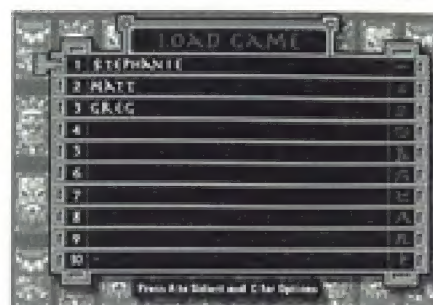 LOAD GAME
1 STEPHANIE
2 MATT
3 GREG
4
5
6
7
8
9
10
Press A to Select and C for Options